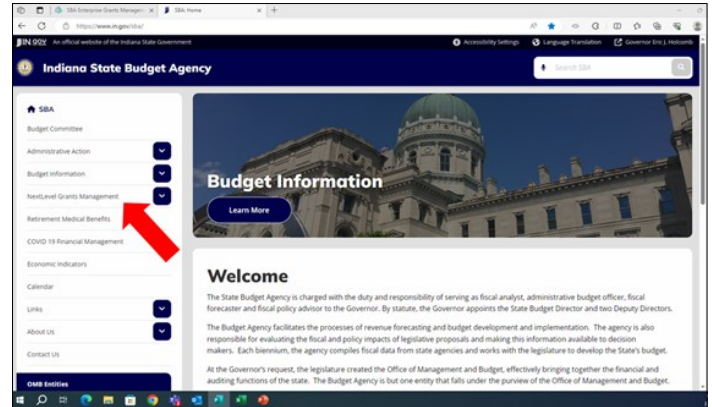 SBA Enterprise Grants Managem
SBA: Home
https://www.in.gov/sba/
IN.gov An official website of the Indiana State Government
Accessibility Settings
Language Translation
Governor Eric J. Holcomb
Indiana State Budget Agency
Search SBA
SBA
Budget Committee
Administrative Action
Budget Information
NextLevel Grants Management
Retirement Medical Benefits
COVID 19 Financial Management
Economic Indicators
Calendar
Links
About Us
Contact Us
OMB Entities
Budget Information
Learn More
Welcome
The State Budget Agency is charged with the duty and responsibility of serving as fiscal analyst, administrative budget officer, fiscal
forecaster and fiscal policy advisor to the Governor. By statute, the Governor appoints the State Budget Director and two Deputy Directors.
The Budget Agency facilitates the processes of revenue forecasting and budget development and implementation. The agency is also
responsible for evaluating the fiscal and policy impacts of legislative proposals and making this information available to decision
makers. Each biennium, the agency compiles fiscal data from state agencies and works with the legislature to develop the State's budget.
At the Governor's request, the legislature created the Office of Management and Budget, effectively bringing together the financial and
auditing functions of the state. The Budget Agency is but one entity that falls under the purview of the Office of Management and Budget.